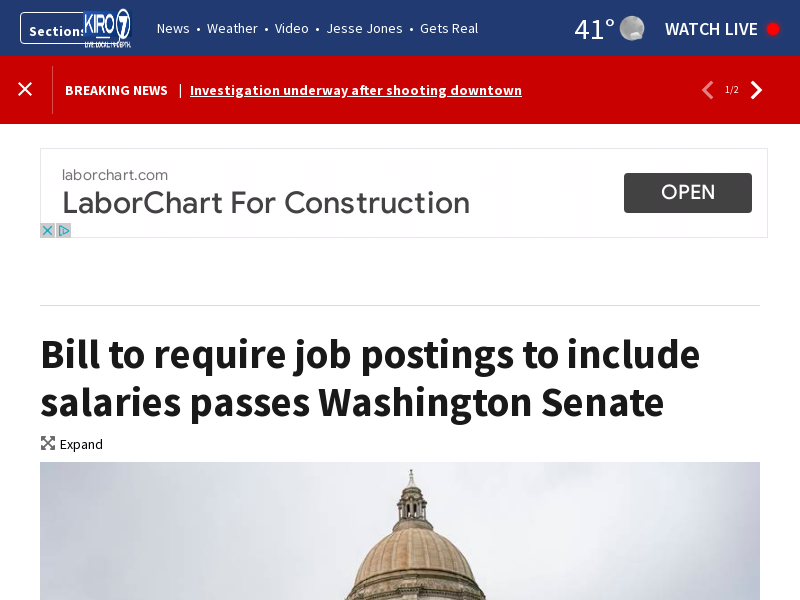 Sections
KIRO 7
News • Weather • Video • Jesse Jones • Gets Real
41°
WATCH LIVE
BREAKING NEWS | Investigation underway after shooting downtown
1/2
laborchart.com
LaborChart For Construction
OPEN
Bill to require job postings to include
salaries passes Washington Senate
Expand